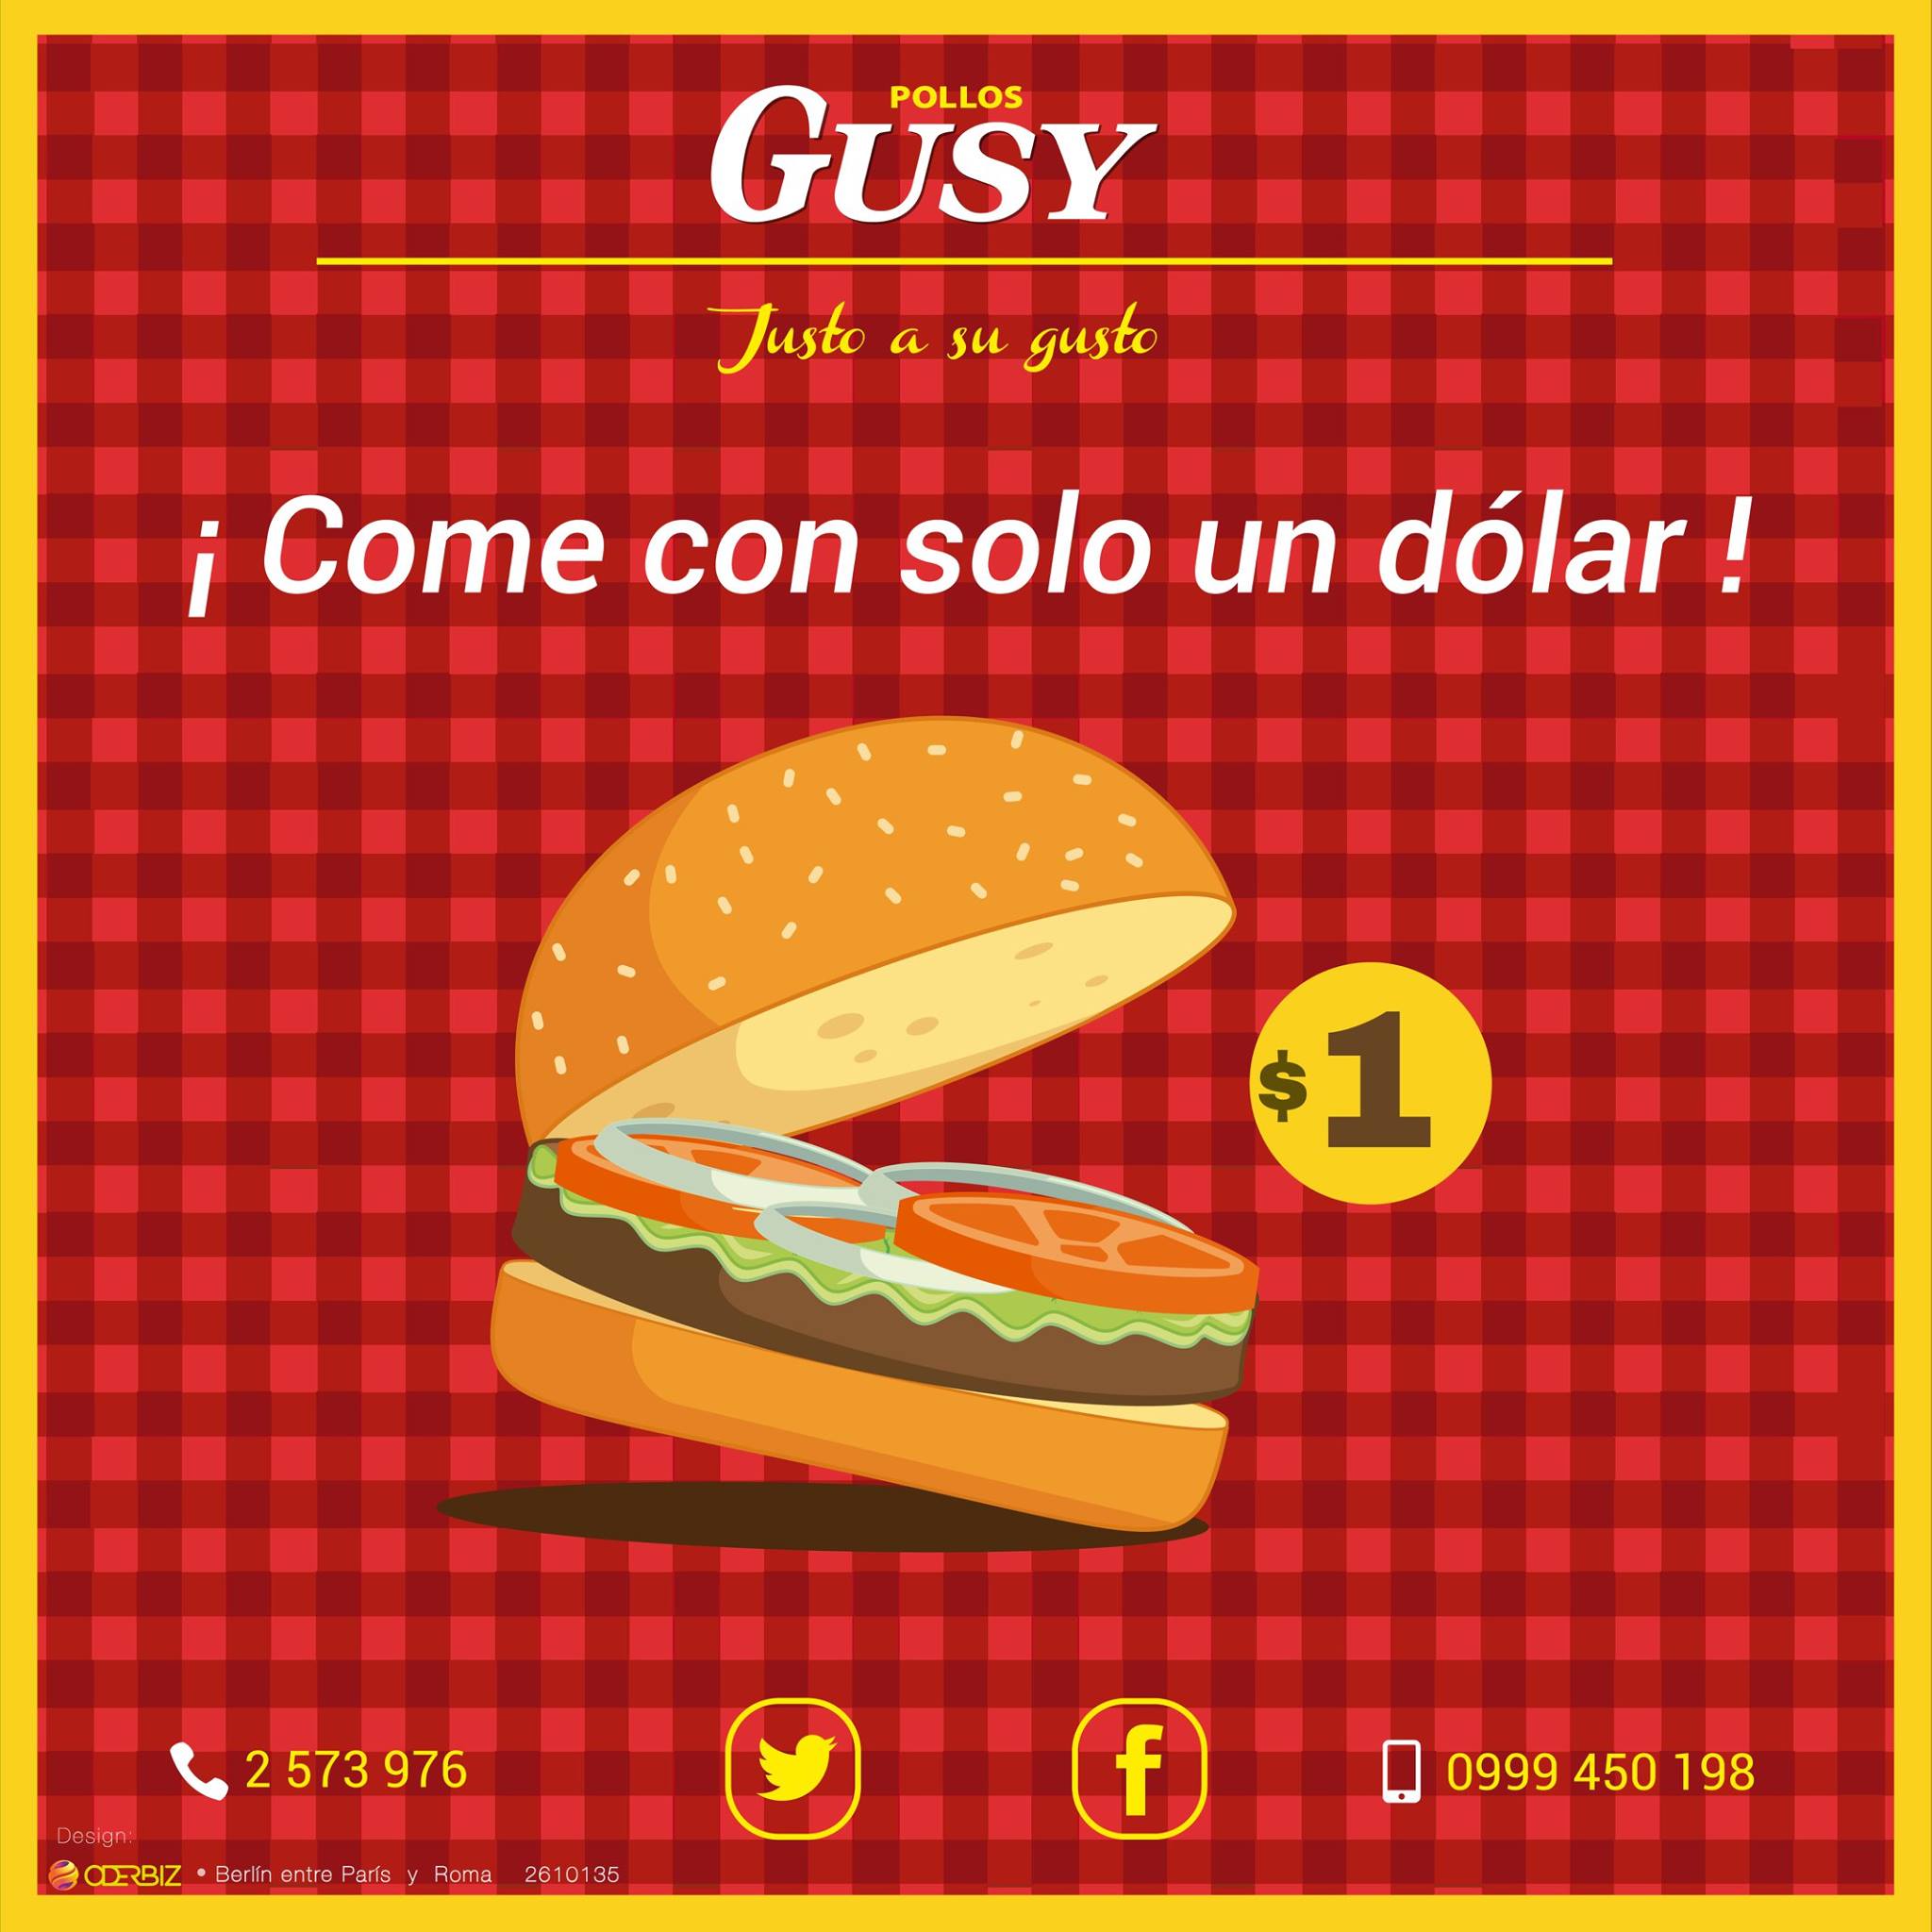 POLLOS
GUSY
Justo a su gusto
¡ Come con solo un dólar !
$1
2 573 976
0999 450 198
Design:
ODERBIZ • Berlín entre París y Roma 2610135